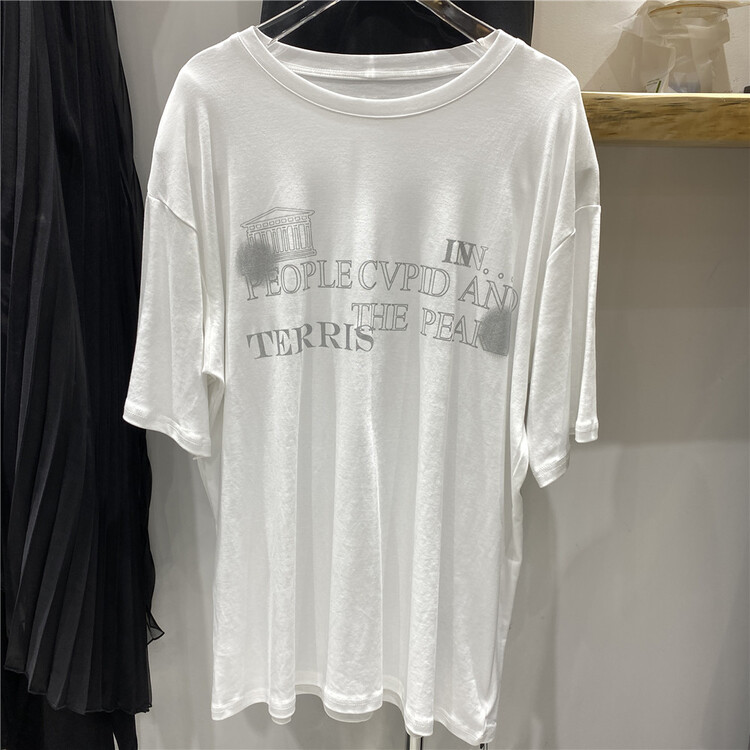 INN...
PEOPLE CVPID AND
THE PEAR
TERRIS